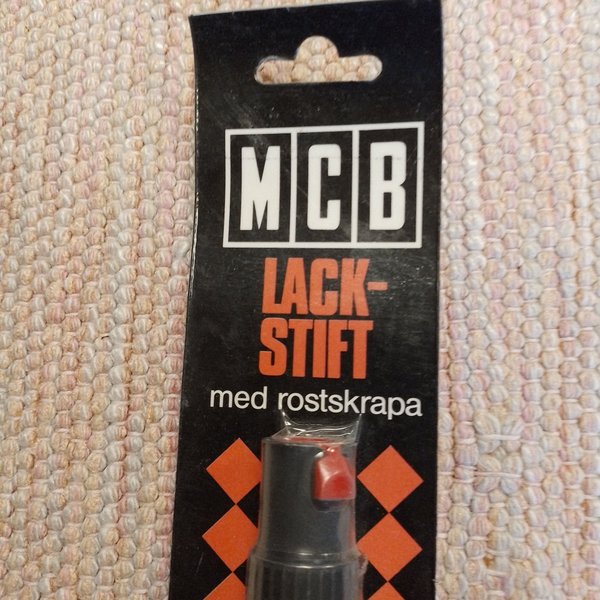 MCB
LACK-
STIFT
med rostskrapa